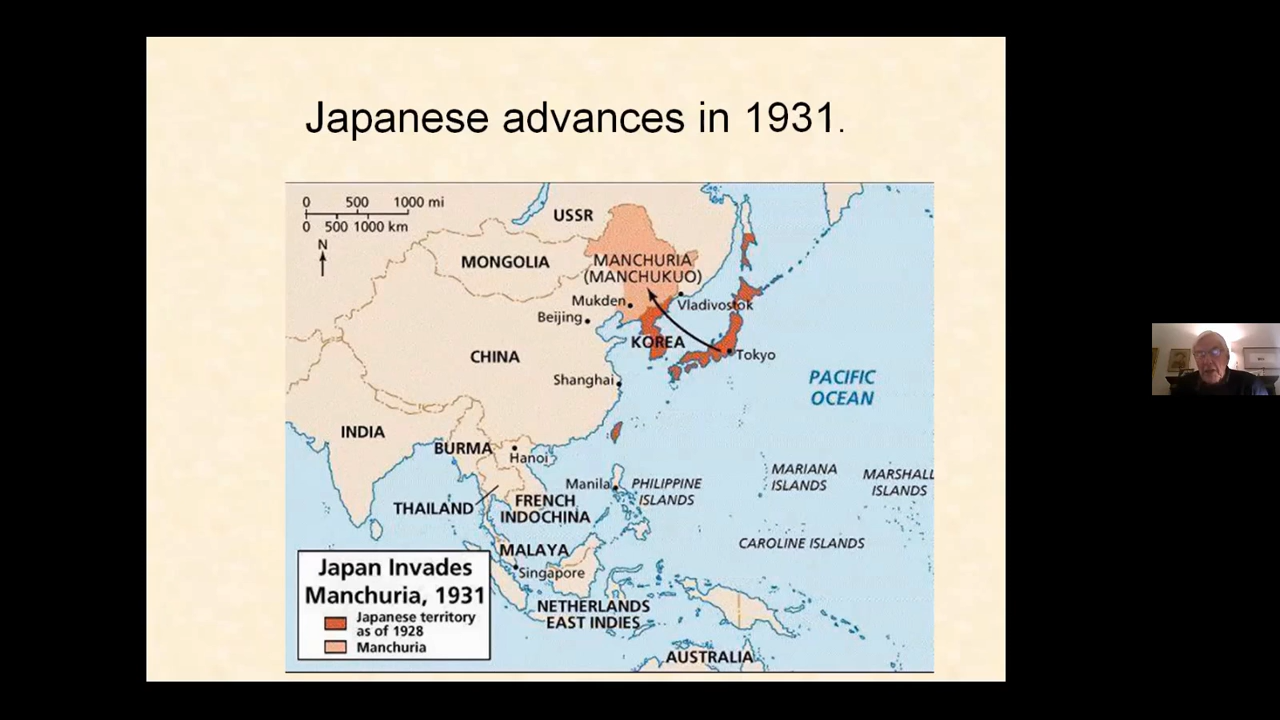 Japanese advances in 1931.
0 500 1000 mi
0 500 1000 km
N
USSR
MONGOLIA
MANCHURIA
(MANCHUKUO)
Mukden
Vladivostok
Beijing
KOREA
Tokyo
CHINA
Shanghai
PACIFIC
OCEAN
INDIA
BURMA
Hanoi
MARIANA
ISLANDS
MARSHALL
ISLANDS
Manila
PHILIPPINE
ISLANDS
THAILAND
FRENCH
INDOCHINA
CAROLINE ISLANDS
MALAYA
Singapore
NETHERLANDS
EAST INDIES
AUSTRALIA
Japan Invades
Manchuria, 1931
Japanese territory
as of 1928
Manchuria